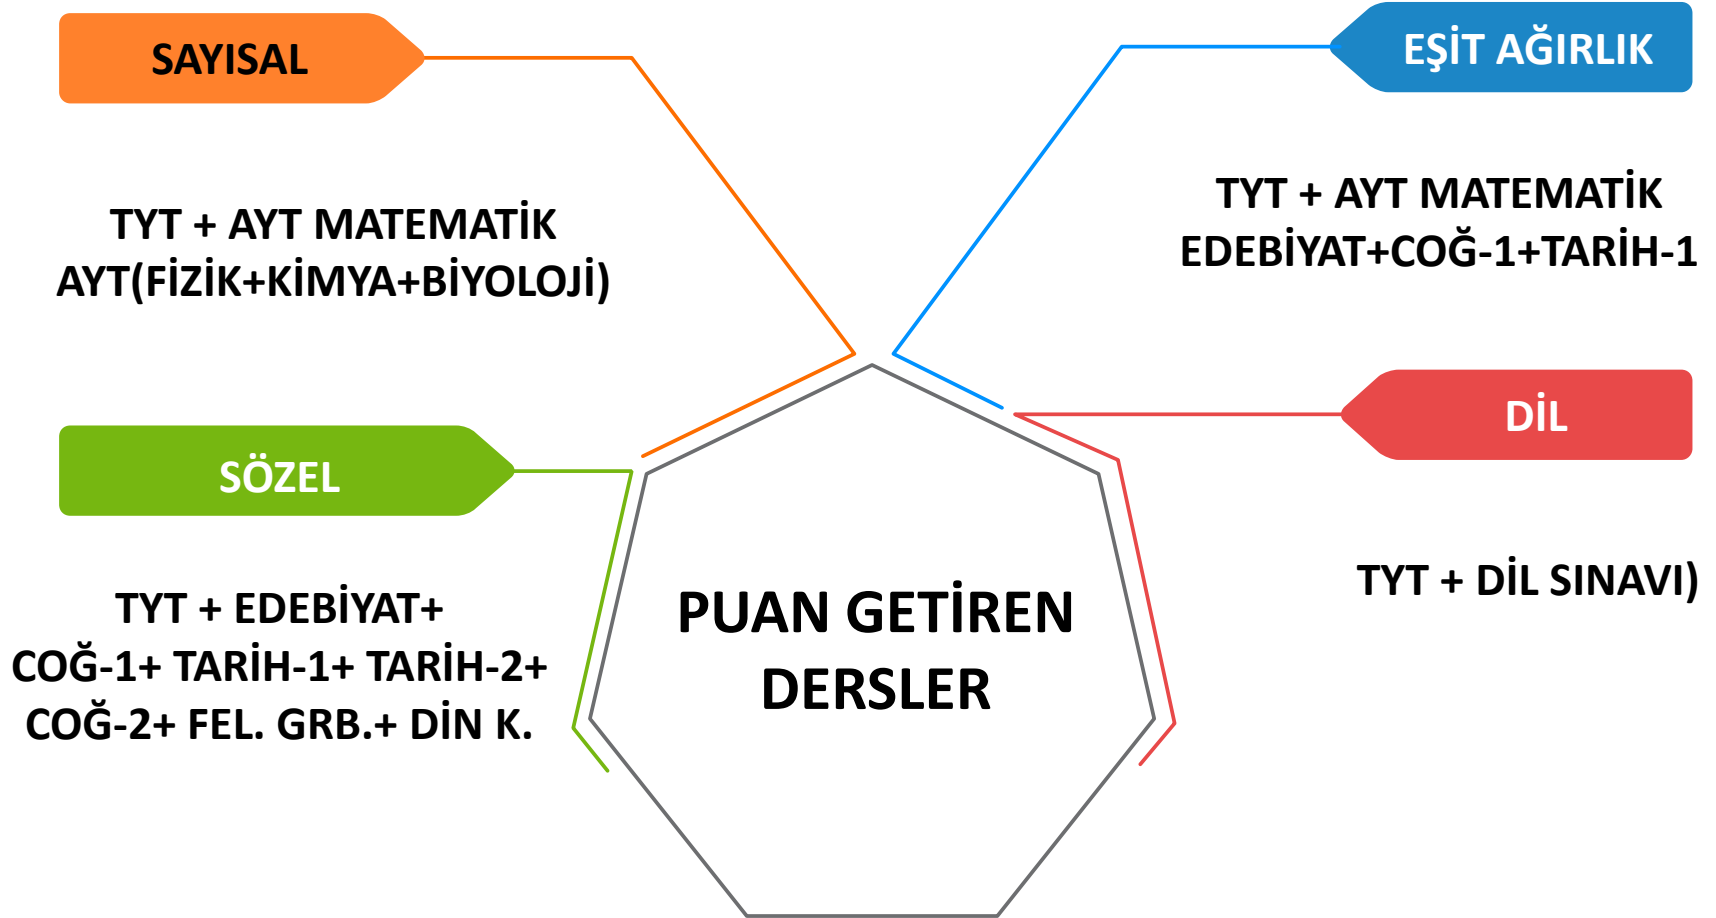 SAYISAL
TYT + AYT MATEMATİK
AYT(FİZİK+KİMYA+BİYOLOJİ)
EŞİT AĞIRLIK
TYT + AYT MATEMATİK
EDEBİYAT+COĞ-1+TARİH-1
SÖZEL
TYT + EDEBİYAT+
COĞ-1+ TARİH-1+ TARİH-2+
COĞ-2+ FEL. GRB.+ DİN K.
DİL
TYT + DİL SINAVI)
PUAN GETİREN
DERSLER